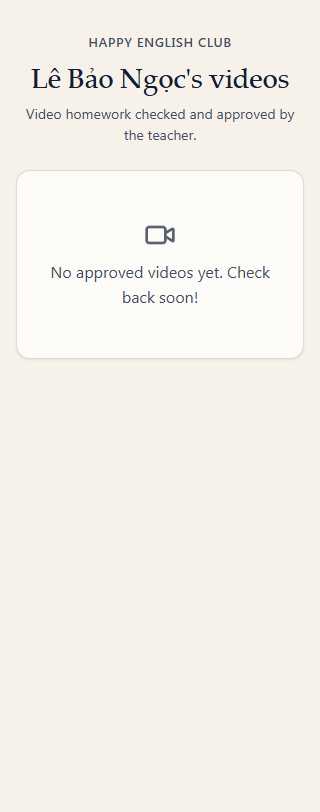 HAPPY ENGLISH CLUB
Lê Bảo Ngọc's videos
Video homework checked and approved by
the teacher.
No approved videos yet. Check
back soon!